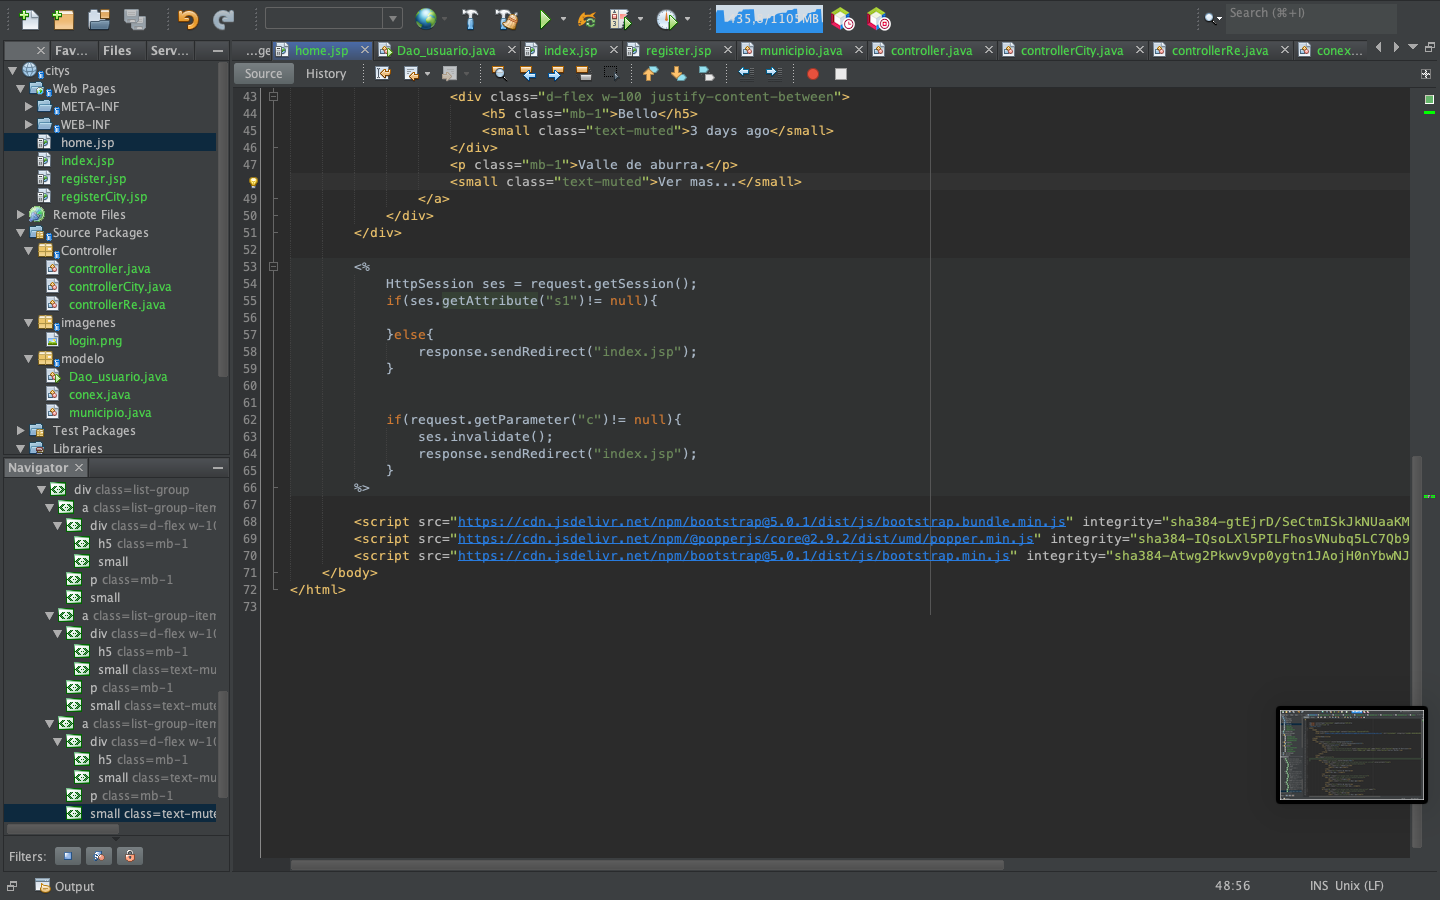 735,5/1105MB
Search (⌘+I)
Fav...
Files
Serv...
...ge
home.jsp
Dao_usuario.java
index.jsp
register.jsp
municipio.java
controller.java
controllerCity.java
controllerRe.java
conex...
Source
History
citys
Web Pages
META-INF
WEB-INF
home.jsp
index.jsp
register.jsp
registerCity.jsp
Remote Files
Source Packages
Controller
controller.java
controllerCity.java
controllerRe.java
imagenes
login.png
modelo
Dao_usuario.java
conex.java
municipio.java
Test Packages
Libraries
Navigator
div class=list-group
a class=list-group-item
div class=d-flex w-10
h5 class=mb-1
small
p class=mb-1
small
a class=list-group-item
div class=d-flex w-10
h5 class=mb-1
small class=text-mu
p class=mb-1
small class=text-mute
a class=list-group-item
div class=d-flex w-10
h5 class=mb-1
small class=text-mu
p class=mb-1
small class=text-mute
Filters:
43 <div class="d-flex w-100 justify-content-between">
44 <h5 class="mb-1">Bello</h5>
45 <small class="text-muted">3 days ago</small>
46 </div>
47 <p class="mb-1">Valle de aburra.</p>
<small class="text-muted">Ver mas...</small>
49 </a>
50 </div>
51 </div>
52
53 <%
54 HttpSession ses = request.getSession();
55 if(ses.getAttribute("s1")!= null){
56
57 }else{
58 response.sendRedirect("index.jsp");
59 }
60
61
62 if(request.getParameter("c")!= null){
63 ses.invalidate();
64 response.sendRedirect("index.jsp");
65 }
66 %>
67
68 <script src="https://cdn.jsdelivr.net/npm/bootstrap@5.0.1/dist/js/bootstrap.bundle.min.js" integrity="sha384-gtEjrD/SeCtmISkJkNUaaKM
69 <script src="https://cdn.jsdelivr.net/npm/@popperjs/core@2.9.2/dist/umd/popper.min.js" integrity="sha384-IQsoLXl5PILFhosVNubq5LC7Qb9
70 <script src="https://cdn.jsdelivr.net/npm/bootstrap@5.0.1/dist/js/bootstrap.min.js" integrity="sha384-Atwg2Pkwv9vp0ygtn1JAojH0nYbwNJ
71 </body>
72 </html>
73
Output
48:56
INS Unix (LF)